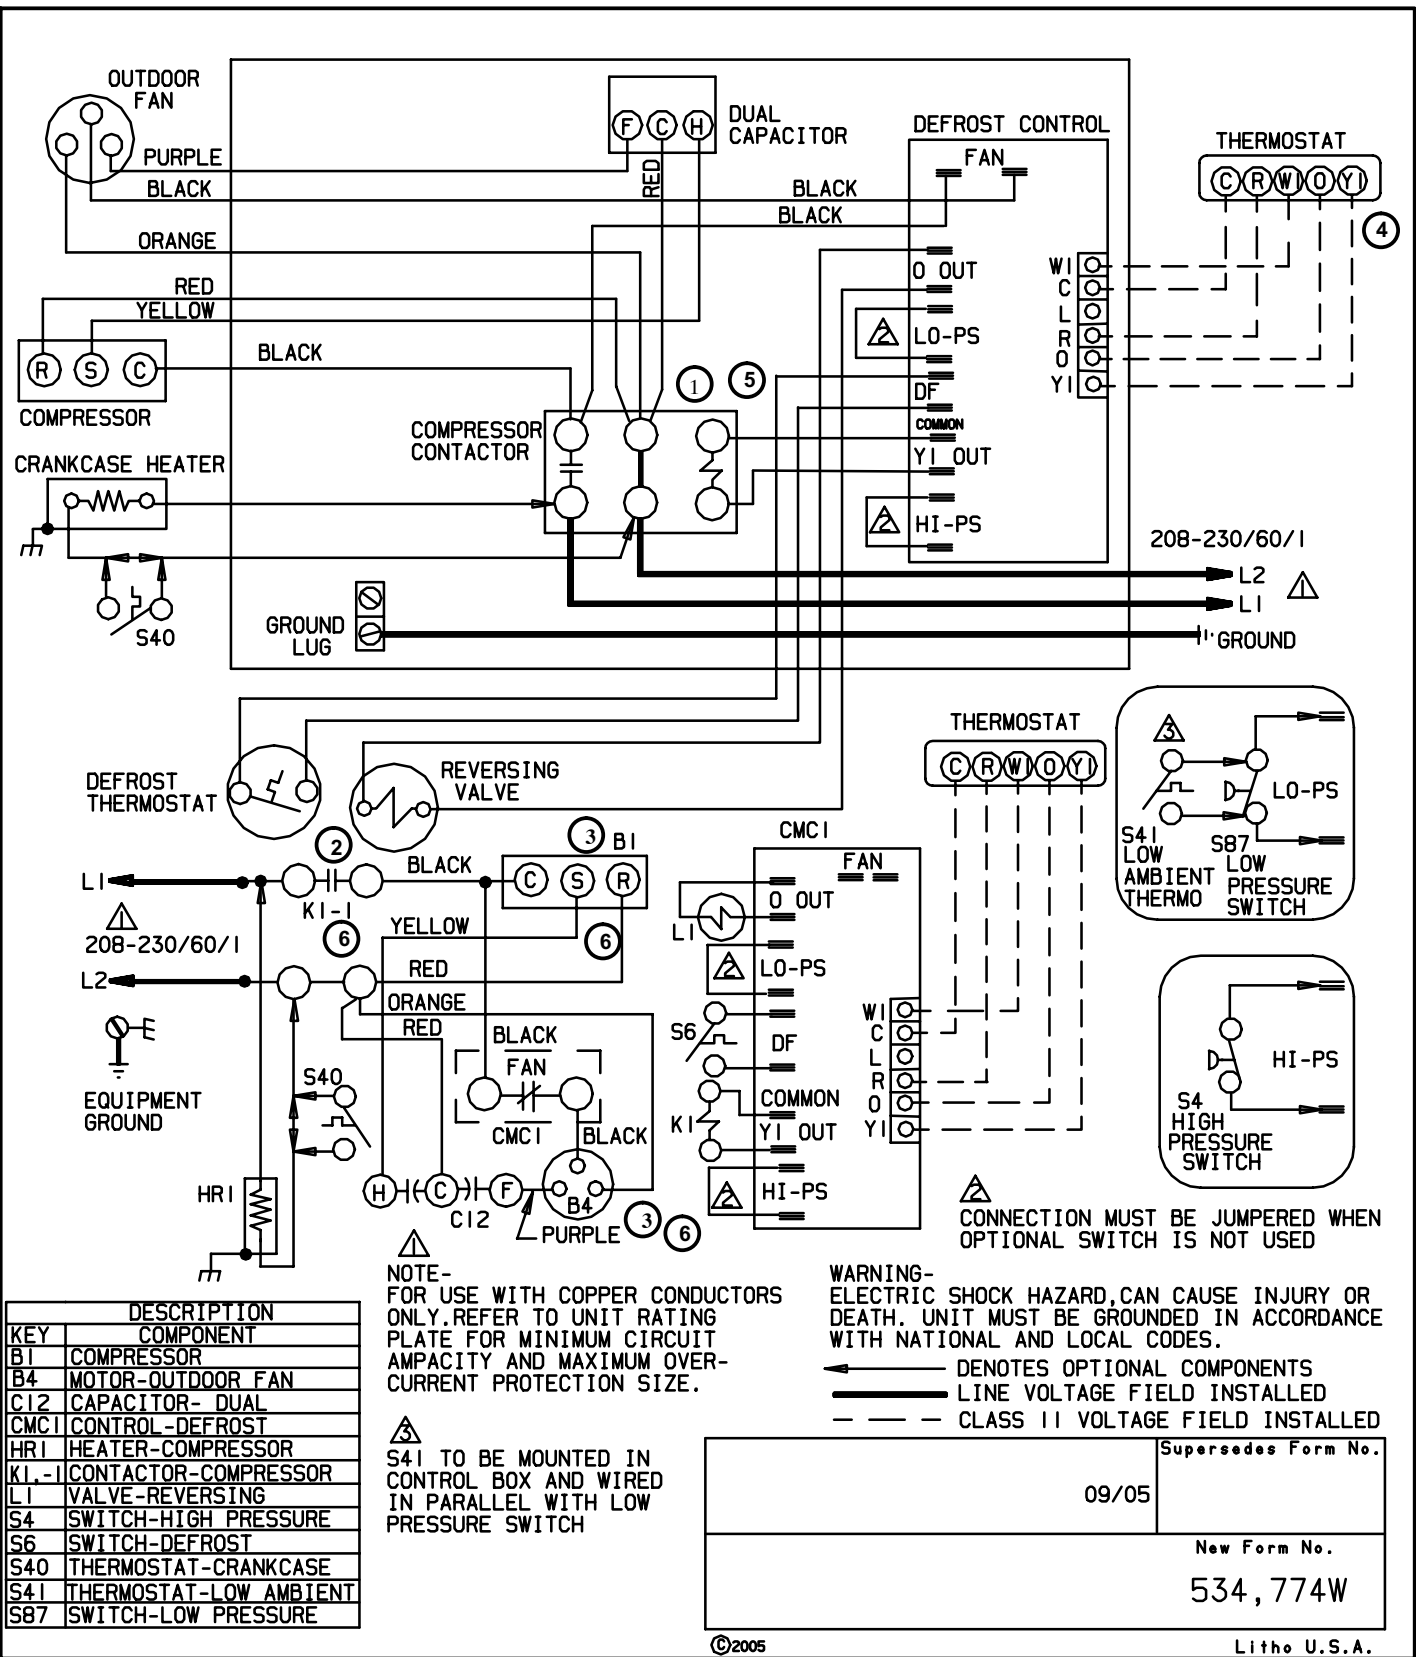 OUTDOOR
FAN
PURPLE
BLACK
ORANGE
RED
YELLOW
BLACK
R S C
COMPRESSOR
CRANKCASE HEATER
S40
F C H
DUAL
CAPACITOR
RED
BLACK
BLACK
COMPRESSOR
CONTACTOR
1
5
GROUND
LUG
DEFROST CONTROL
FAN
O OUT
2
LO-PS
DF
COMMON
Y1 OUT
2
HI-PS
W1
C
L
R
O
Y1
THERMOSTAT
C R W1 O Y1
4
208-230/60/1
L2
1
L1
GROUND
DEFROST
THERMOSTAT
REVERSING
VALVE
2
3
B1
L1
BLACK
C S R
K1-1
1
6
YELLOW
6
208-230/60/1
L2
RED
ORANGE
RED
BLACK
FAN
S40
EQUIPMENT
GROUND
CMC1
BLACK
HR1
H C F
B4
C12
PURPLE
3
6
THERMOSTAT
C R W1 O Y1
CMC1
FAN
O OUT
L1
2
LO-PS
S6
DF
COMMON
K1
Y1 OUT
2
HI-PS
W1
C
L
R
O
Y1
3
LO-PS
S41
LOW
AMBIENT
THERMO
S87
LOW
PRESSURE
SWITCH
HI-PS
S4
HIGH
PRESSURE
SWITCH
2
CONNECTION MUST BE JUMPERED WHEN
OPTIONAL SWITCH IS NOT USED
1
NOTE-
FOR USE WITH COPPER CONDUCTORS
ONLY.REFER TO UNIT RATING
PLATE FOR MINIMUM CIRCUIT
AMPACITY AND MAXIMUM OVER-
CURRENT PROTECTION SIZE.
3
S41 TO BE MOUNTED IN
CONTROL BOX AND WIRED
IN PARALLEL WITH LOW
PRESSURE SWITCH
WARNING-
ELECTRIC SHOCK HAZARD,CAN CAUSE INJURY OR
DEATH. UNIT MUST BE GROUNDED IN ACCORDANCE
WITH NATIONAL AND LOCAL CODES.
DENOTES OPTIONAL COMPONENTS
LINE VOLTAGE FIELD INSTALLED
CLASS II VOLTAGE FIELD INSTALLED
DESCRIPTION
KEY COMPONENT
B1 COMPRESSOR
B4 MOTOR-OUTDOOR FAN
C12 CAPACITOR- DUAL
CMC1 CONTROL-DEFROST
HR1 HEATER-COMPRESSOR
K1,-1 CONTACTOR-COMPRESSOR
L1 VALVE-REVERSING
S4 SWITCH-HIGH PRESSURE
S6 SWITCH-DEFROST
S40 THERMOSTAT-CRANKCASE
S41 THERMOSTAT-LOW AMBIENT
S87 SWITCH-LOW PRESSURE
Supersedes Form No.
09/05
New Form No.
534,774W
©2005
Litho U.S.A.